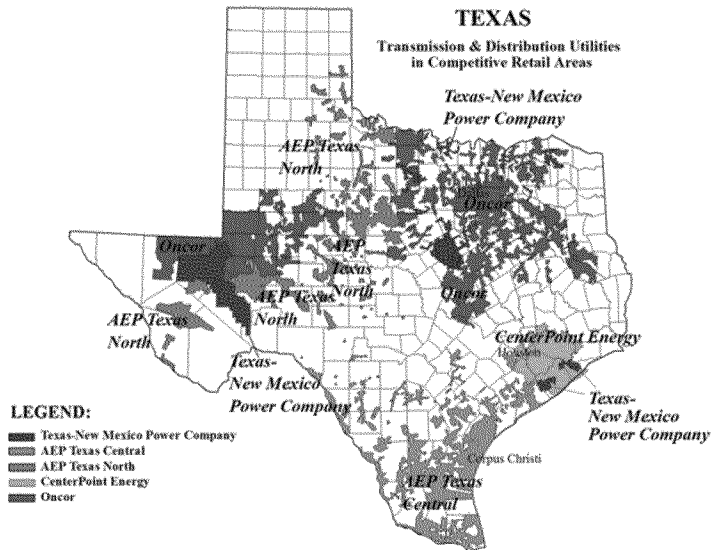 TEXAS
Transmission & Distribution Utilities
in Competitive Retail Areas
Texas-New Mexico
Power Company
AEP Texas
North
Oncor
Oncor
AEP
Texas
North
AEP Texas
North
Oncor
AEP Texas
North
CenterPoint Energy
Houston
Texas-
New Mexico
Power Company
Texas-
New Mexico
Power Company
LEGEND:
Texas-New Mexico Power Company
AEP Texas Central
AEP Texas North
CenterPoint Energy
Oncor
Corpus Christi
AEP Texas
Central